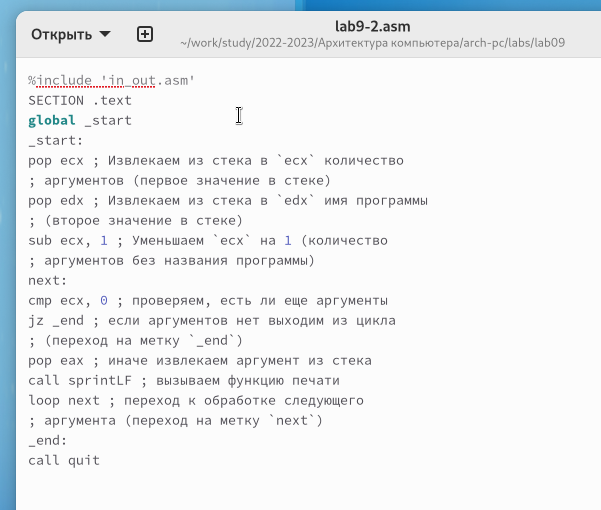 Открыть
lab9-2.asm
~/work/study/2022-2023/Архитектура компьютера/arch-pc/labs/lab09
%include 'in_out.asm'
SECTION .text
global _start
_start:
pop ecx ; Извлекаем из стека в `ecx` количество
; аргументов (первое значение в стеке)
pop edx ; Извлекаем из стека в `edx` имя программы
; (второе значение в стеке)
sub ecx, 1 ; Уменьшаем `ecx` на 1 (количество
; аргументов без названия программы)
next:
cmp ecx, 0 ; проверяем, есть ли еще аргументы
jz _end ; если аргументов нет выходим из цикла
; (переход на метку `_end`)
pop eax ; иначе извлекаем аргумент из стека
call sprintLF ; вызываем функцию печати
loop next ; переход к обработке следующего
; аргумента (переход на метку `next`)
_end:
call quit